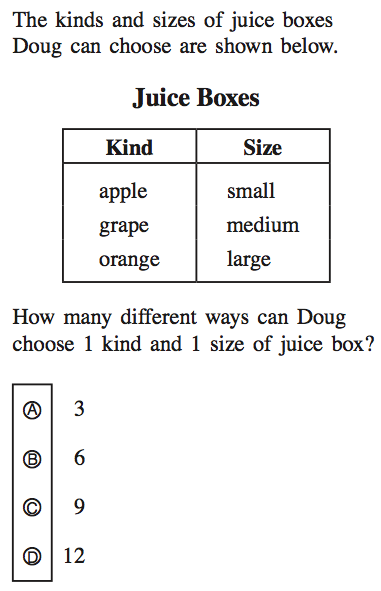 The kinds and sizes of juice boxes
Doug can choose are shown below.
Juice Boxes
Kind Size
apple small
grape medium
orange large
How many different ways can Doug
choose 1 kind and 1 size of juice box?
Ⓐ 3
Ⓑ 6
Ⓒ 9
Ⓓ 12